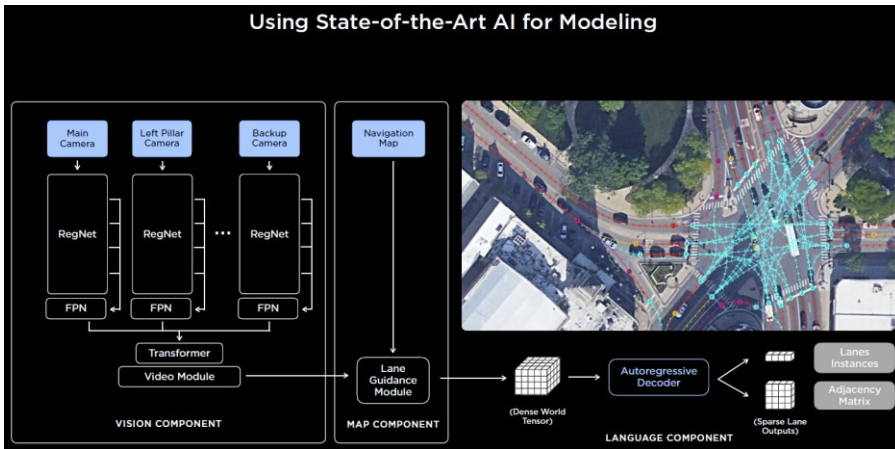 Using State-of-the-Art AI for Modeling
Main
Camera
Left Pillar
Camera
Backup
Camera
Navigation
Map
RegNet
RegNet
...
RegNet
FPN
FPN
FPN
Transformer
Video Module
VISION COMPONENT
Lane
Guidance
Module
MAP COMPONENT
(Dense World
Tensor)
Autoregressive
Decoder
Lanes
Instances
Adjacency
Matrix
(Sparse Lane
Outputs)
LANGUAGE COMPONENT